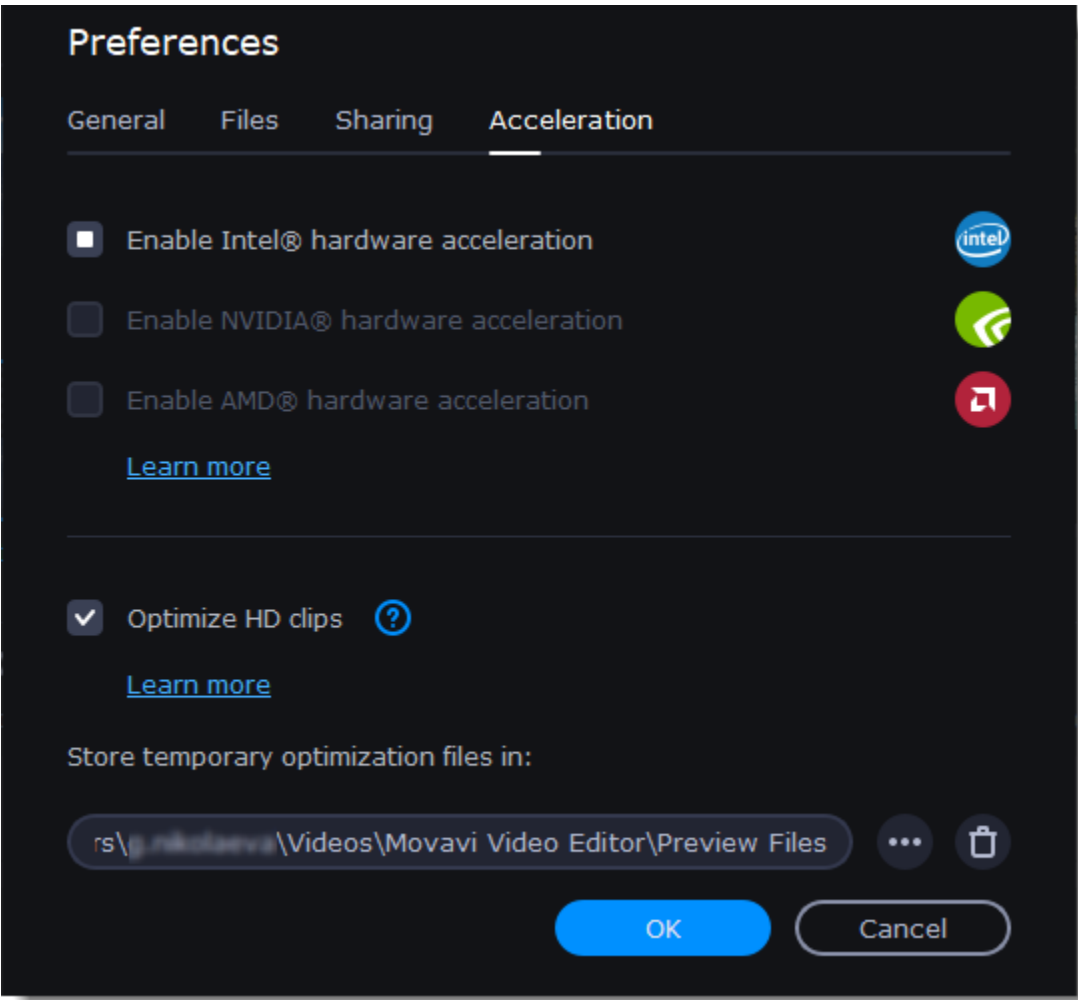 Preferences
General Files Sharing Acceleration
Enable Intel® hardware acceleration
intel
Enable NVIDIA® hardware acceleration
Enable AMD® hardware acceleration
Learn more
Optimize HD clips ?
Learn more
Store temporary optimization files in:
rs\ \Videos\Movavi Video Editor\Preview Files
OK Cancel